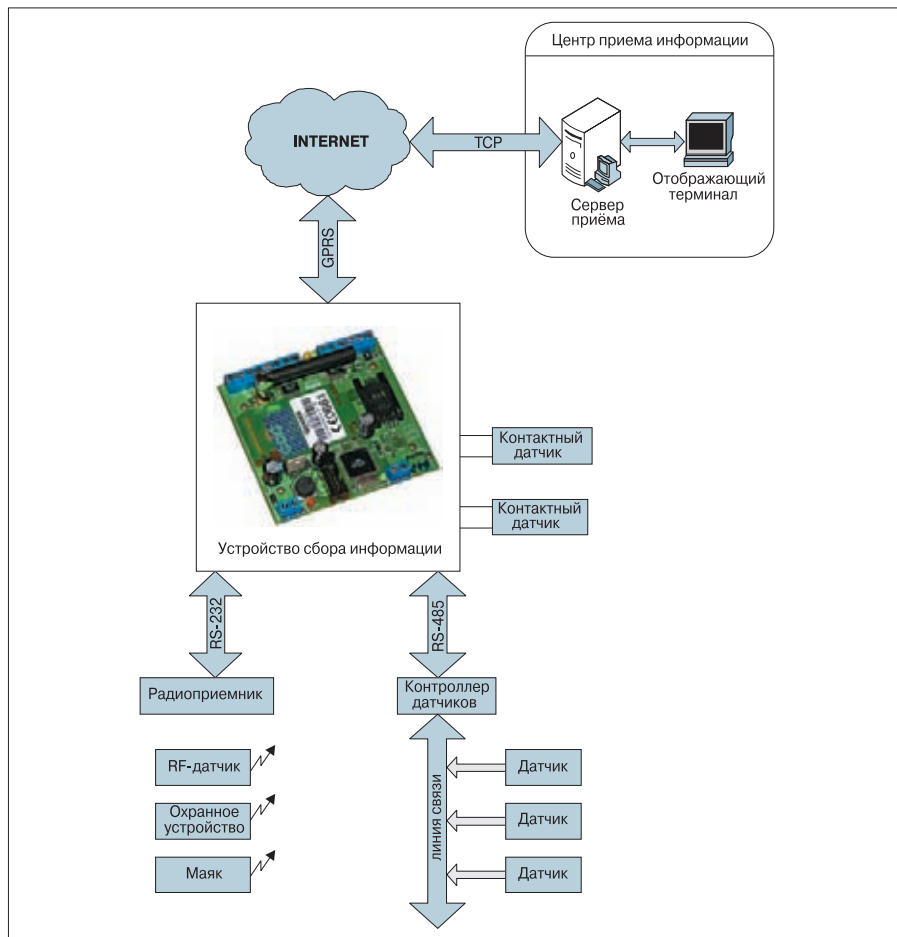 Центр приема информации
INTERNET
TCP
Сервер
приёма
Отображающий
терминал
GPRS
Контактный
датчик
Контактный
датчик
Устройство сбора информации
RS-232
RS-485
Радиоприемник
Контроллер
датчиков
RF-датчик
Охранное
устройство
Маяк
линия связи
Датчик
Датчик
Датчик